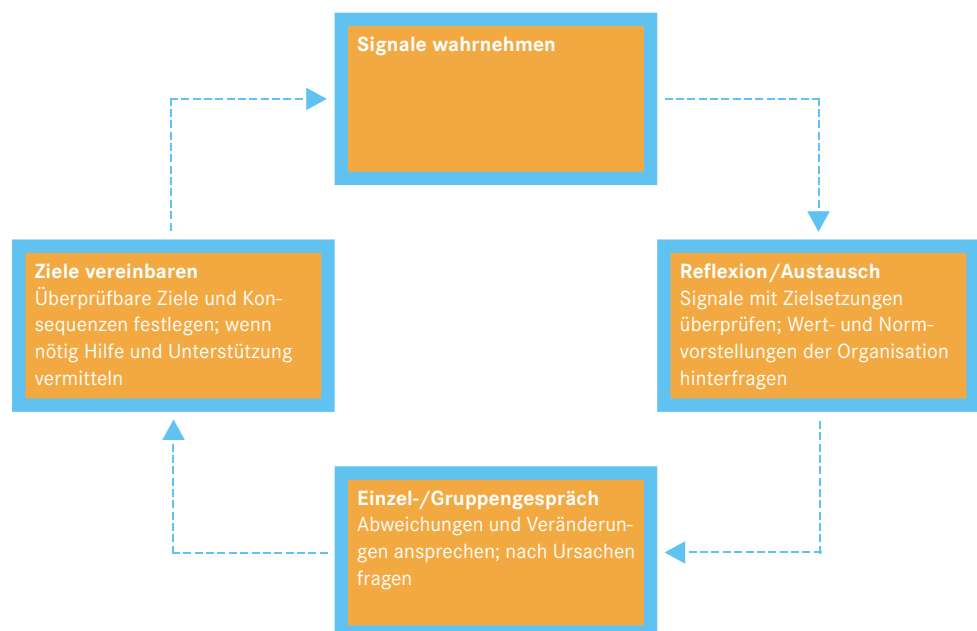 Signale wahrnehmen
Ziele vereinbaren
Überprüfbare Ziele und Kon-
sequenzen festlegen; wenn
nötig Hilfe und Unterstützung
vermitteln
Reflexion/Austausch
Signale mit Zielsetzungen
überprüfen; Wert- und Norm-
vorstellungen der Organisation
hinterfragen
Einzel-/Gruppengespräch
Abweichungen und Veränderun-
gen ansprechen; nach Ursachen
fragen